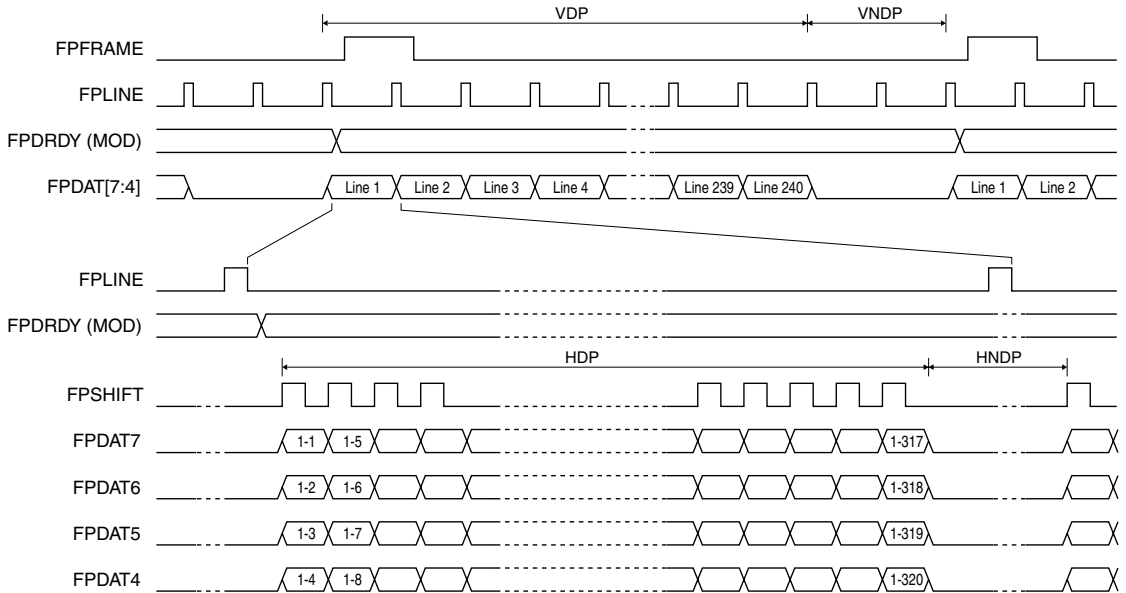 VDP VNDP
FPFRAME
FPLINE
FPDRDY (MOD)
FPDAT[7:4] Line 1 Line 2 Line 3 Line 4 Line 239 Line 240 Line 1 Line 2
FPLINE
FPDRDY (MOD)
HDP HNDP
FPSHIFT
FPDAT7 1-1 1-5 1-317
FPDAT6 1-2 1-6 1-318
FPDAT5 1-3 1-7 1-319
FPDAT4 1-4 1-8 1-320